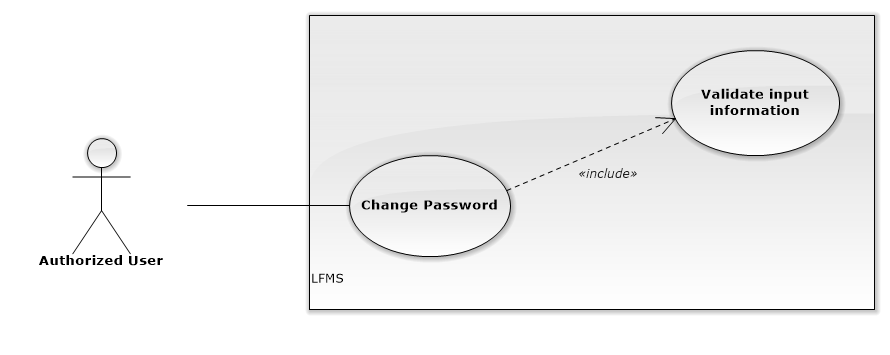 Validate input
information
«include»
Change Password
Authorized User
LFMS